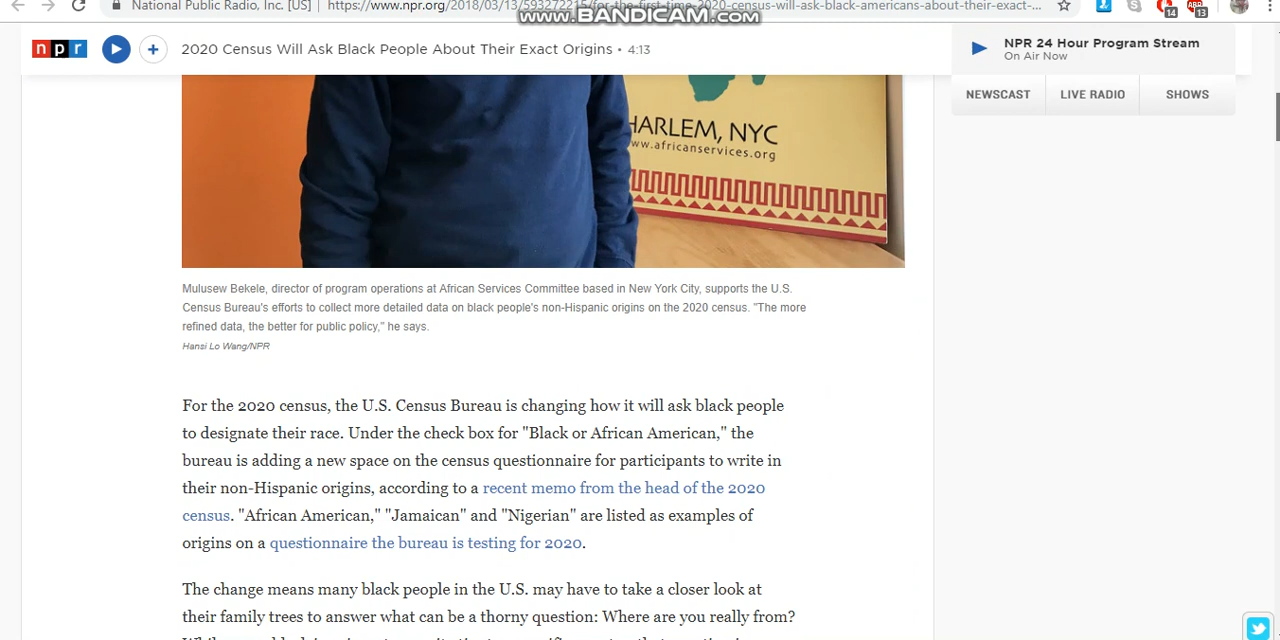 National Public Radio, Inc. [US]
https://www.npr.org/2018/03/13/593272215/for-the-first-time-2020-census-will-ask-black-americans-about-their-exact-...
www.BANDICAM.com
14
13
npr
2020 Census Will Ask Black People About Their Exact Origins • 4:13
NPR 24 Hour Program Stream
On Air Now
NEWSCAST
LIVE RADIO
SHOWS
HARLEM, NYC
www.africanservices.org
Mulusew Bekele, director of program operations at African Services Committee based in New York City, supports the U.S.
Census Bureau's efforts to collect more detailed data on black people's non-Hispanic origins on the 2020 census. "The more
refined data, the better for public policy," he says.
Hansi Lo Wang/NPR
For the 2020 census, the U.S. Census Bureau is changing how it will ask black people
to designate their race. Under the check box for "Black or African American," the
bureau is adding a new space on the census questionnaire for participants to write in
their non-Hispanic origins, according to a recent memo from the head of the 2020
census. "African American," "Jamaican" and "Nigerian" are listed as examples of
origins on a questionnaire the bureau is testing for 2020.
The change means many black people in the U.S. may have to take a closer look at
their family trees to answer what can be a thorny question: Where are you really from?